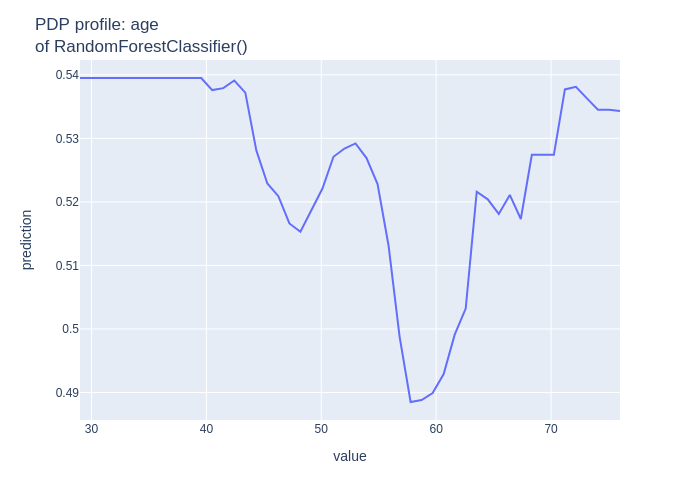 PDP profile: age
of RandomForestClassifier()
0.54
0.53
0.52
0.51
0.5
0.49
prediction
30 40 50 60 70
value